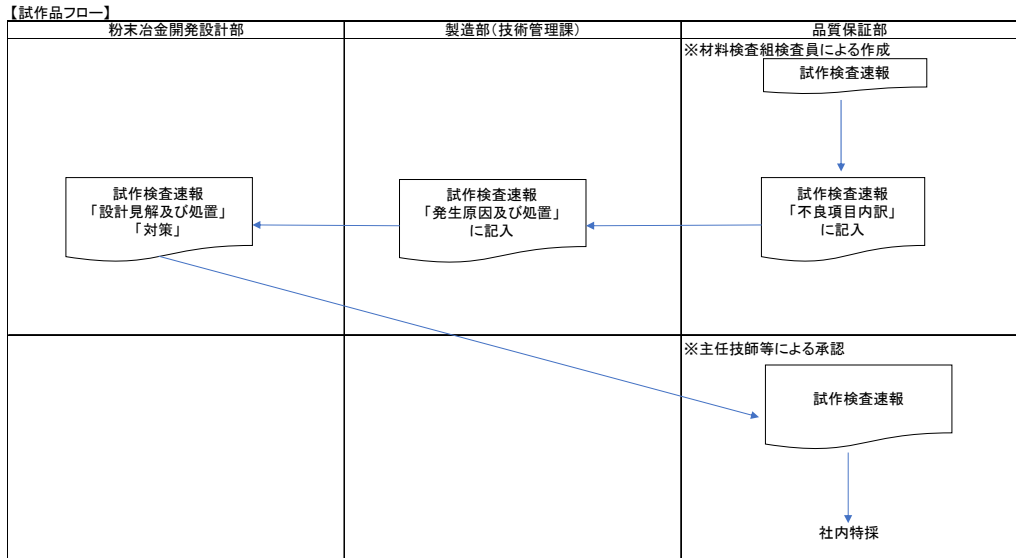 【試作品フロー】
粉末冶金開発設計部
製造部(技術管理課)
品質保証部
※材料検査組検査員による作成
試作検査速報
試作検査速報
「設計見解及び処置」
「対策」
試作検査速報
「発生原因及び処置」
に記入
試作検査速報
「不良項目内訳」
に記入
※主任技師等による承認
試作検査速報
社内特採